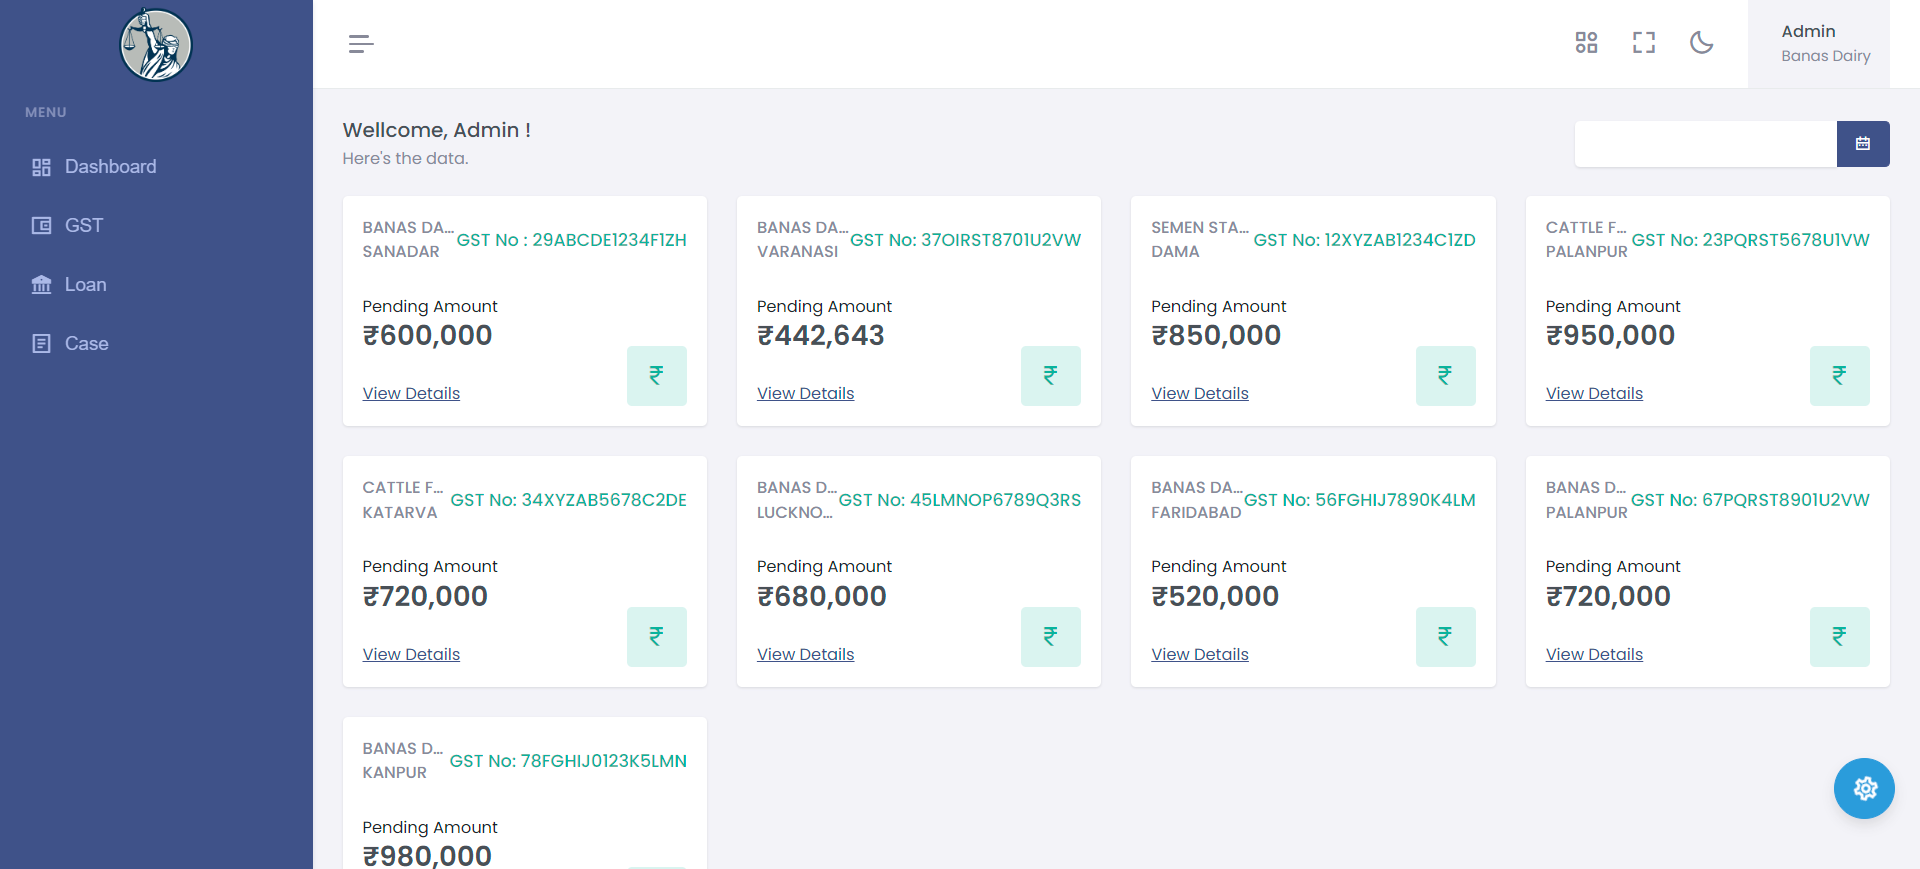 Admin
Banas Dairy
MENU
Dashboard
GST
Loan
Case
Wellcome, Admin !
Here's the data.
BANAS DA...
SANADAR
GST No : 29ABCDE1234F1ZH
Pending Amount
₹600,000
View Details
₹
BANAS DA...
VARANASI
GST No: 37OIRST8701U2VW
Pending Amount
₹442,643
View Details
₹
SEMEN STA...
DAMA
GST No: 12XYZAB1234C1ZD
Pending Amount
₹850,000
View Details
₹
CATTLE F...
PALANPUR
GST No: 23PQRST5678U1VW
Pending Amount
₹950,000
View Details
₹
CATTLE F...
KATARVA
GST No: 34XYZAB5678C2DE
Pending Amount
₹720,000
View Details
₹
BANAS D...
LUCKNO...
GST No: 45LMNOP6789Q3RS
Pending Amount
₹680,000
View Details
₹
BANAS DA...
FARIDABAD
GST No: 56FGHIJ7890K4LM
Pending Amount
₹520,000
View Details
₹
BANAS D...
PALANPUR
GST No: 67PQRST8901U2VW
Pending Amount
₹720,000
View Details
₹
BANAS D...
KANPUR
GST No: 78FGHIJ0123K5LMN
Pending Amount
₹980,000